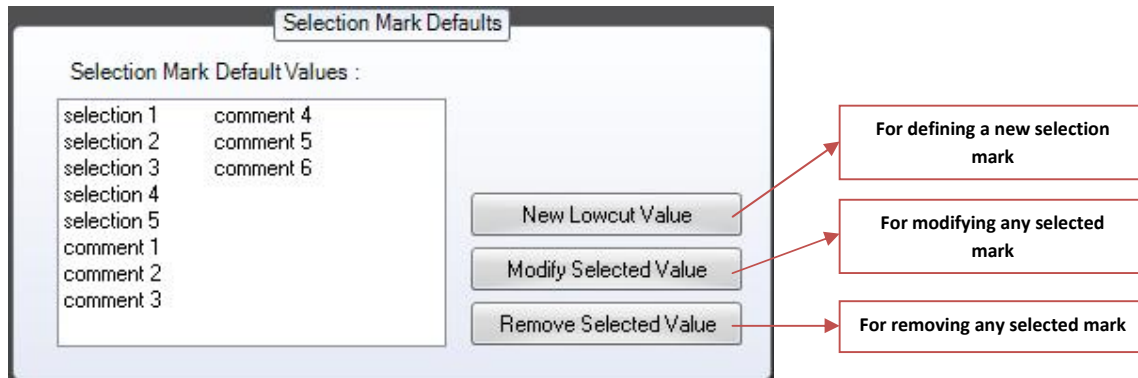 Selection Mark Defaults
Selection Mark Default Values :
selection 1 comment 4
selection 2 comment 5
selection 3 comment 6
selection 4
selection 5
comment 1
comment 2
comment 3
New Lowcut Value
Modify Selected Value
Remove Selected Value
For defining a new selection
mark
For modifying any selected
mark
For removing any selected mark